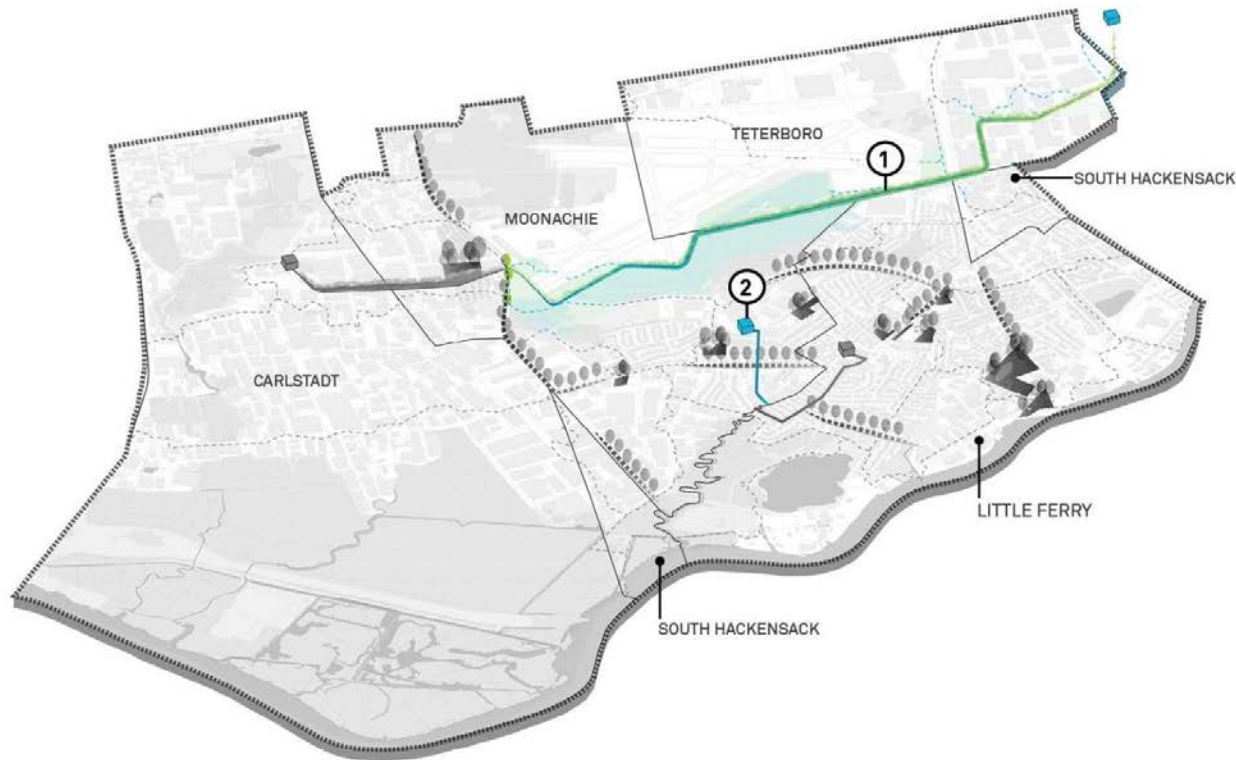 TETERBORO
1
SOUTH HACKENSACK
MOONACHIE
2
CARLSTADT
LITTLE FERRY
SOUTH HACKENSACK